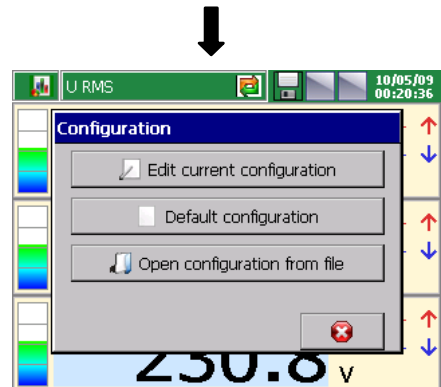 U RMS
10/05/09
00:20:36
Configuration
Edit current configuration
Default configuration
Open configuration from file
230.8 V